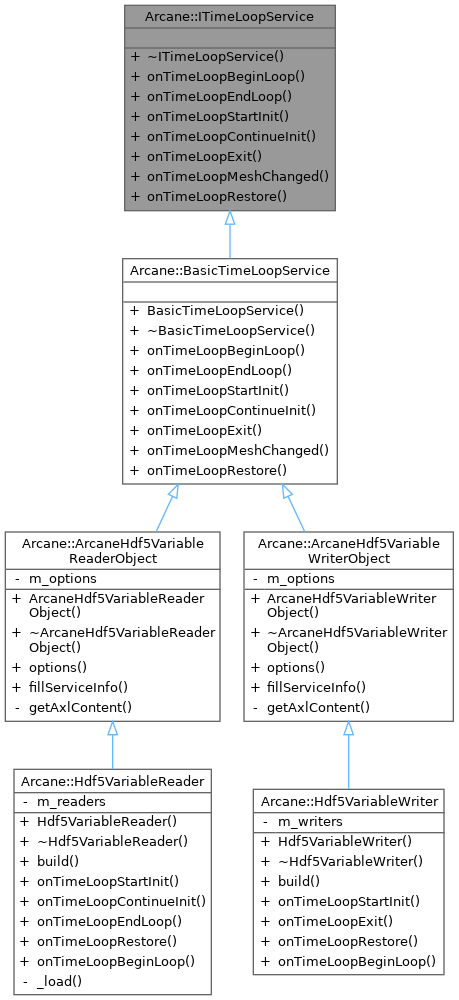 Arcane::ITimeLoopService
+ ~ITimeLoopService()
+ onTimeLoopBeginLoop()
+ onTimeLoopEndLoop()
+ onTimeLoopStartInit()
+ onTimeLoopContinueInit()
+ onTimeLoopExit()
+ onTimeLoopMeshChanged()
+ onTimeLoopRestore()
Arcane::BasicTimeLoopService
+ BasicTimeLoopService()
+ ~BasicTimeLoopService()
+ onTimeLoopBeginLoop()
+ onTimeLoopEndLoop()
+ onTimeLoopStartInit()
+ onTimeLoopContinueInit()
+ onTimeLoopExit()
+ onTimeLoopMeshChanged()
+ onTimeLoopRestore()
Arcane::ArcaneHdf5Variable
ReaderObject
- m_options
+ ArcaneHdf5VariableReader
Object()
+ ~ArcaneHdf5VariableReader
Object()
+ options()
+ fillServiceInfo()
- getAxlContent()
Arcane::ArcaneHdf5Variable
WriterObject
- m_options
+ ArcaneHdf5VariableWriter
Object()
+ ~ArcaneHdf5VariableWriter
Object()
+ options()
+ fillServiceInfo()
- getAxlContent()
Arcane::Hdf5VariableReader
- m_readers
+ Hdf5VariableReader()
+ ~Hdf5VariableReader()
+ build()
+ onTimeLoopStartInit()
+ onTimeLoopContinueInit()
+ onTimeLoopEndLoop()
+ onTimeLoopRestore()
+ onTimeLoopBeginLoop()
- _load()
Arcane::Hdf5VariableWriter
- m_writers
+ Hdf5VariableWriter()
+ ~Hdf5VariableWriter()
+ build()
+ onTimeLoopStartInit()
+ onTimeLoopExit()
+ onTimeLoopRestore()
+ onTimeLoopBeginLoop()